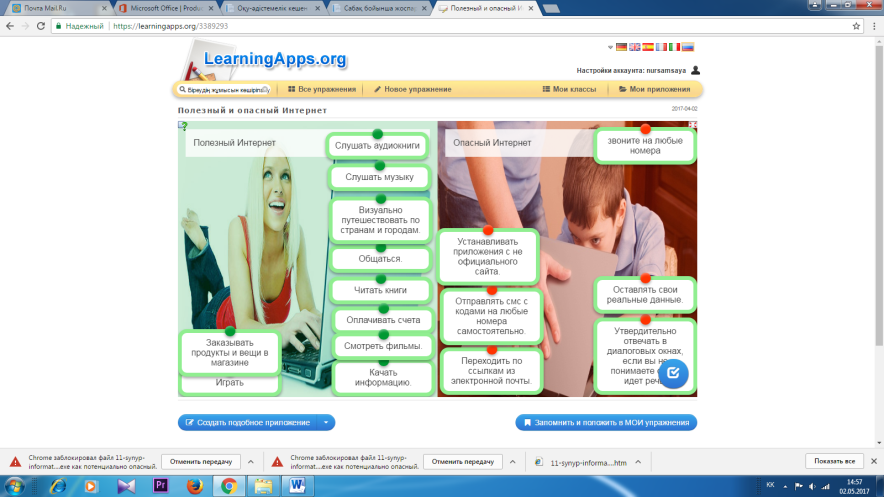 Почта Mail.Ru
Microsoft Office | Produ
Оқу-әдістемелік кешен
Сабақ бойынша жоспар
Полезный и опасный И
Надежный
https://learningapps.org/3389293
LearningApps.org
Настройки аккаунта: nursamsaya
Біреудің жұмысын көшіріп
Все упражнения
Новое упражнение
Мои классы
Мои приложения
Полезный и опасный Интернет
2017-04-02
Полезный Интернет
Слушать аудиокниги
Слушать музыку
Визуально
путешествовать по
странам и городам.
Общаться.
Читать книги
Оплачивать счета
Смотреть фильмы.
Качать
информацию.
Заказывать
продукты и вещи в
магазине
Играть
Опасный Интернет
звоните на любые
номера
Устанавливать
приложения с не
официального
сайта.
Отправлять смс с
кодами на любые
номера
самостоятельно.
Переходить по
ссылкам из
электронной почты.
Оставлять свои
реальные данные.
Утвердительно
отвечать в
диалоговых окнах,
если вы не
понимаете
идет
Создать подобное приложение
Запомнить и положить в МОИ упражнения
Chrome заблокировал файл 11-synyp-
informat....exe как потенциально опасный.
Отменить передачу
Chrome заблокировал файл 11-synyp-
informat....exe как потенциально опасный.
Отменить передачу
11-synyp-informa....htm
Показать все
Pr
KK
14:57
02.05.2017